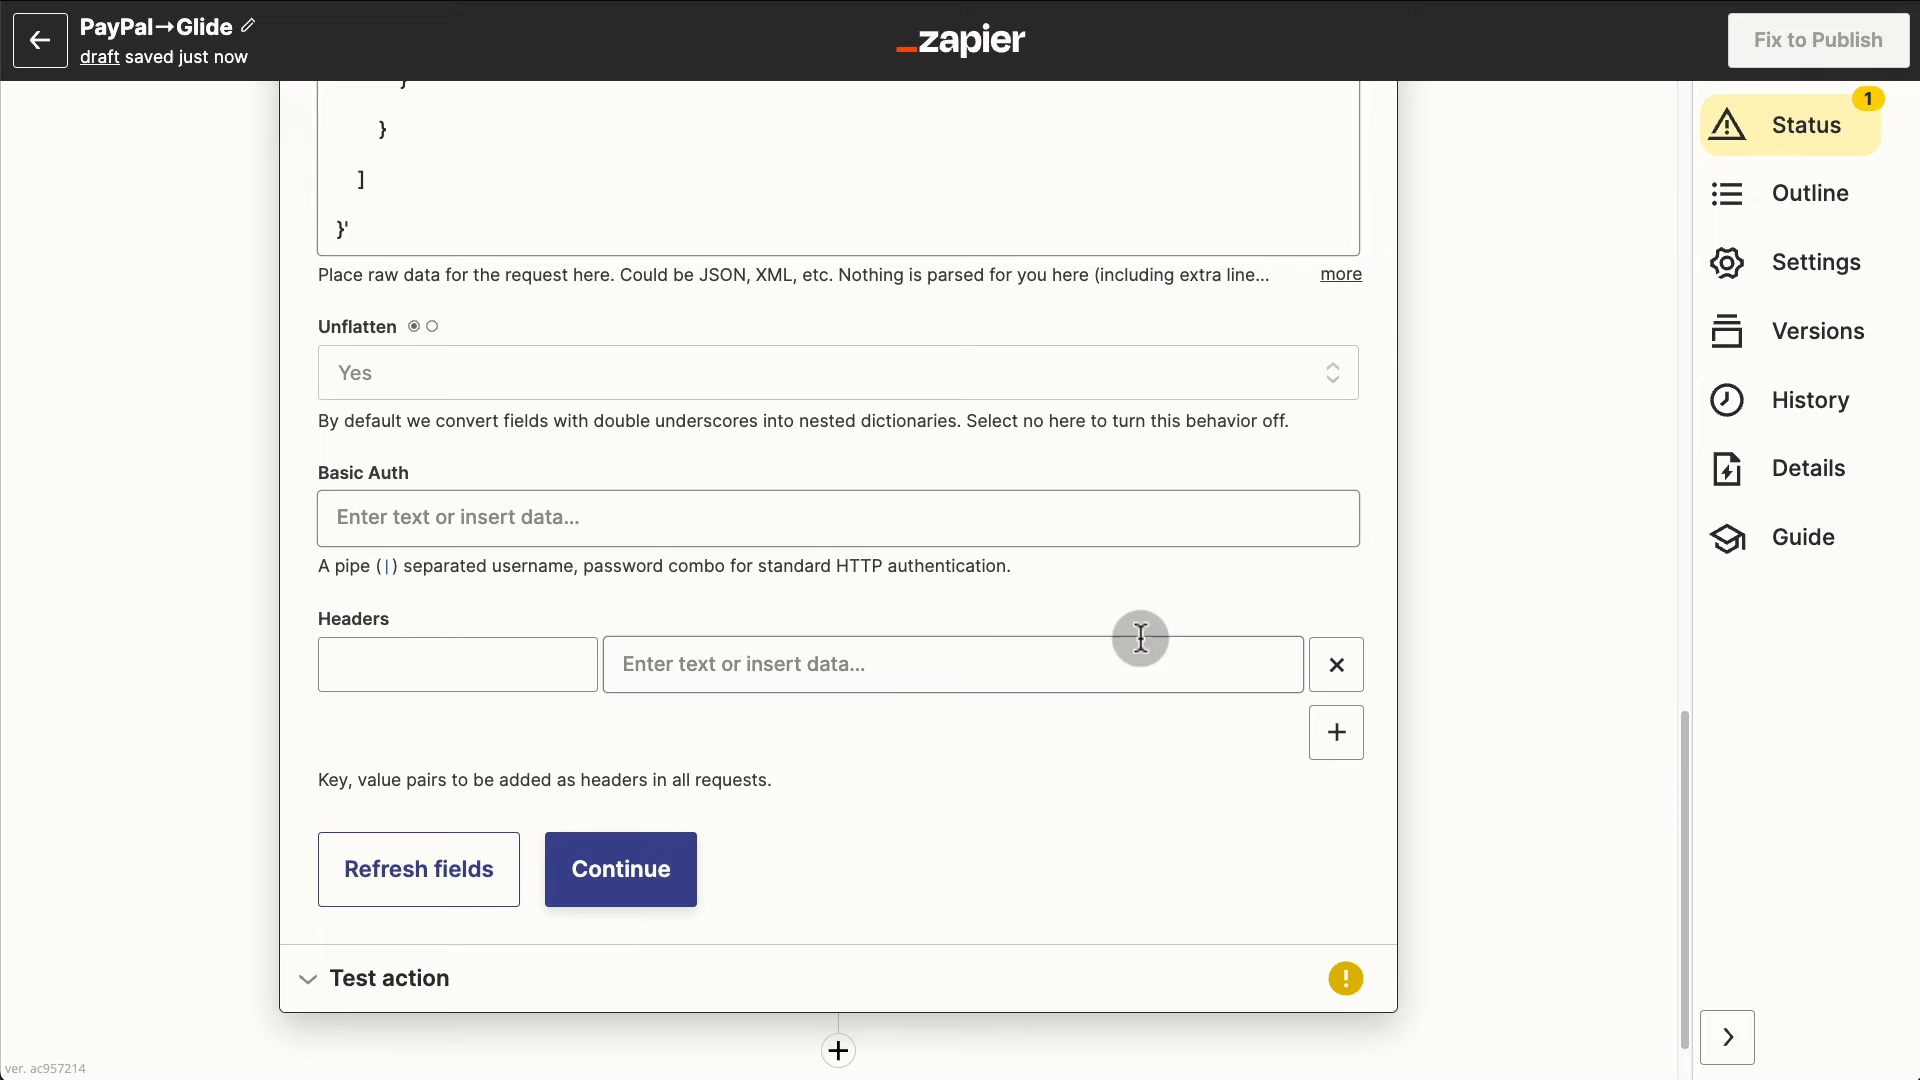 PayPal→Glide
draft saved just now
zapier
Fix to Publish
}
}
]
}'
Place raw data for the request here. Could be JSON, XML, etc. Nothing is parsed for you here (including extra line... more
Unflatten
Yes
By default we convert fields with double underscores into nested dictionaries. Select no here to turn this behavior off.
Basic Auth
Enter text or insert data...
A pipe (|) separated username, password combo for standard HTTP authentication.
Headers
Enter text or insert data...
Key, value pairs to be added as headers in all requests.
Refresh fields
Continue
Test action
ver. ac957214
1
Status
Outline
Settings
Versions
History
Details
Guide